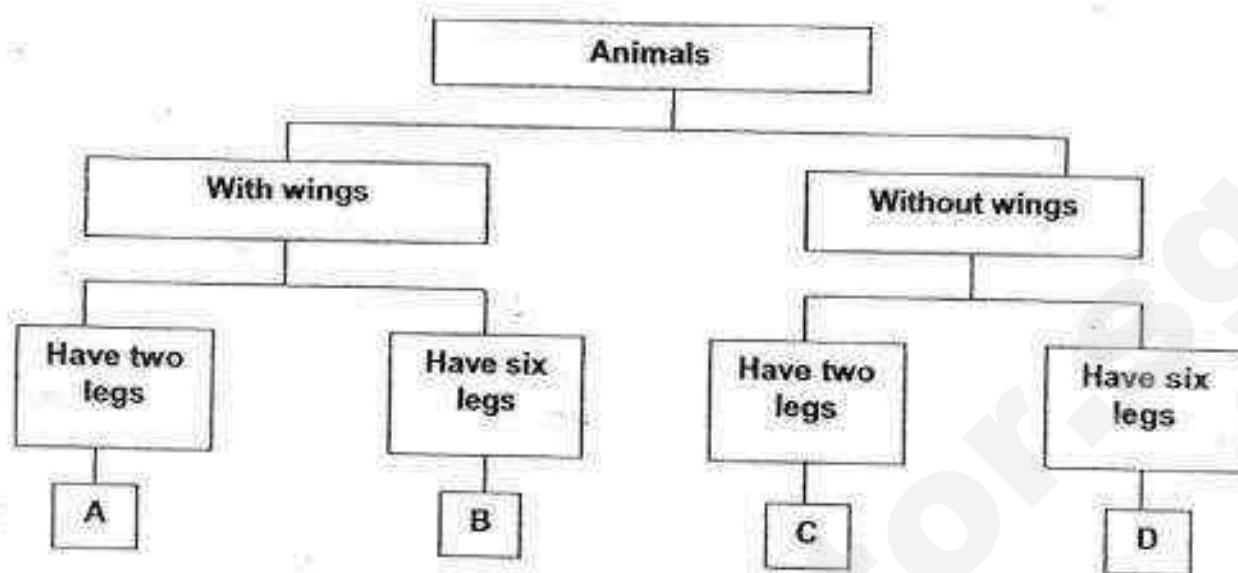 Animals
With wings
Without wings
Have two
legs
Have six
legs
Have two
legs
Have six
legs
A
B
C
D